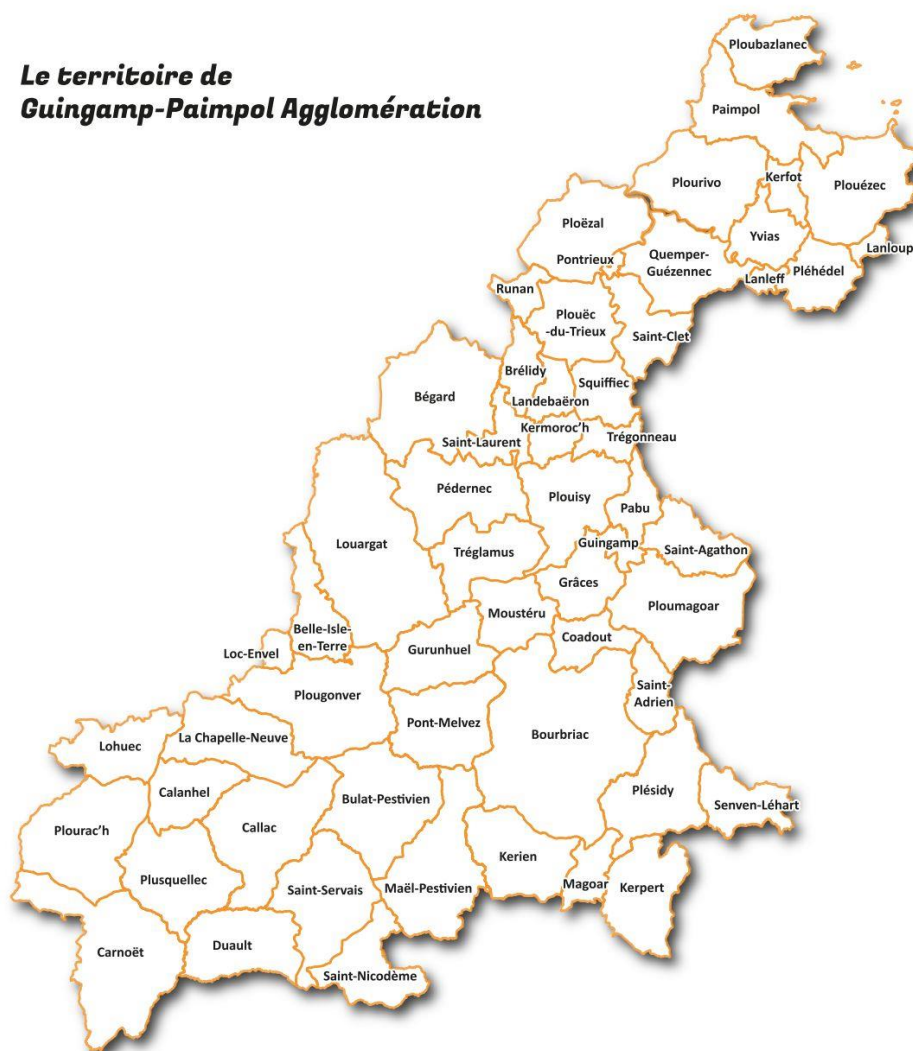 Le territoire de
Guingamp-Paimpol Agglomération
Ploubazlanec
Paimpol
Plourivo
Kerfot
Plouézec
Ploëzal
Yvias
Lanloup
Pontrieux
Quemper-
Guézennec
Lanleff
Pléhédel
Runan
Plouëc
-du-Trieux
Saint-Clet
Brélidy
Squiffiec
Bégard
Landebaëron
Kermoroc'h
Saint-Laurent
Trégonneau
Pédernec
Plouisy
Pabu
Louargat
Tréglamus
Guingamp
Saint-Agathon
Grâces
Moustéru
Ploumagoar
Belle-Isle-
en-Terre
Coadout
Loc-Envel
Gurunhuel
Saint-
Adrien
Plougonver
Pont-Melvez
Bourbriac
La Chapelle-Neuve
Lohuec
Calanhel
Bulat-Pestivien
Plésidy
Senven-Léhart
Plourac'h
Callac
Kerien
Plusquellec
Saint-Servais
Maël-Pestivien
Magoar
Kerpert
Carnoët
Duault
Saint-Nicodème